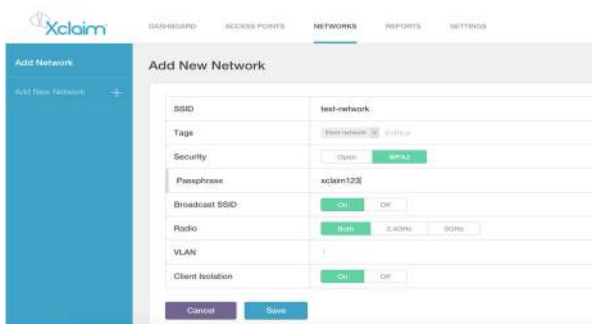 Xclaim
DASHBOARD ACCESS POINTS NETWORKS REPORTS SETTINGS
Add Network
Add New Network
Add New Network +
SSID test-network
Tags
Security Open WPA2
Passphrase xclaim123
Broadcast SSID On Off
Radio Both 2.4GHz 5GHz
VLAN 1
Client Isolation On Off
Cancel Save